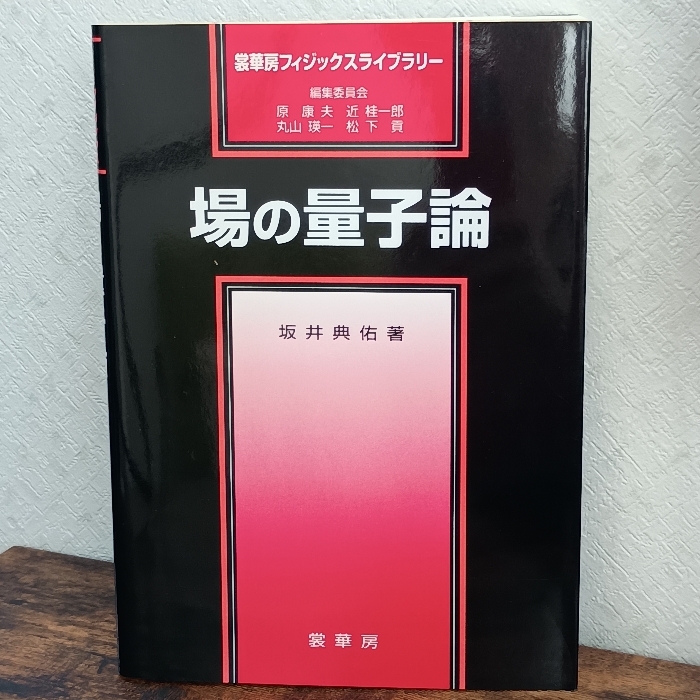 裳華房フィジックスライブラリー
編集委員会
原 康夫 近 桂一郎
丸山 瑛一 松下 貢
場の量子論
坂井典佑著
裳華房